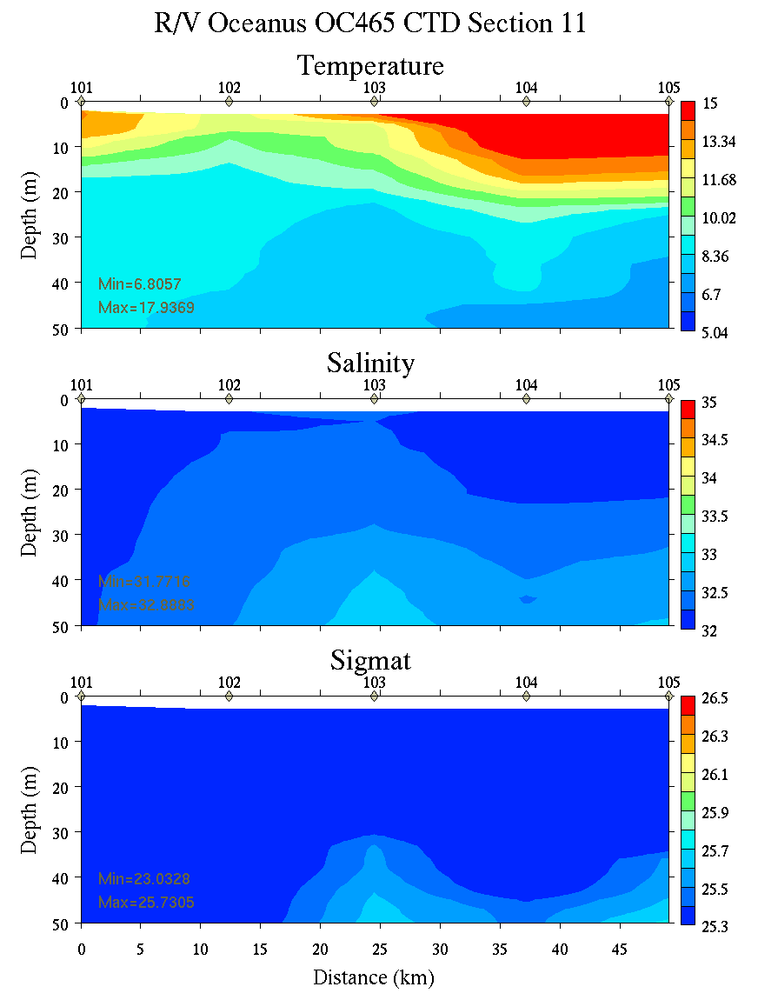 R/V Oceanus OC465 CTD Section 11
Temperature
101 102 103 104 105
0
10
20
30
40
50
Depth (m)
Min=6.8057
Max=17.9369
15
13.34
11.68
10.02
8.36
6.7
5.04
Salinity
101 102 103 104 105
0
10
20
30
40
50
Depth (m)
Min=31.7716
35
34.5
34
33.5
33
32.5
32
Sigmat
101 102 103 104 105
0
10
20
30
40
50
Depth (m)
Min=23.0328
Max=25.7305
26.5
26.3
26.1
25.9
25.7
25.5
25.3
0 5 10 15 20 25 30 35 40 45
Distance (km)